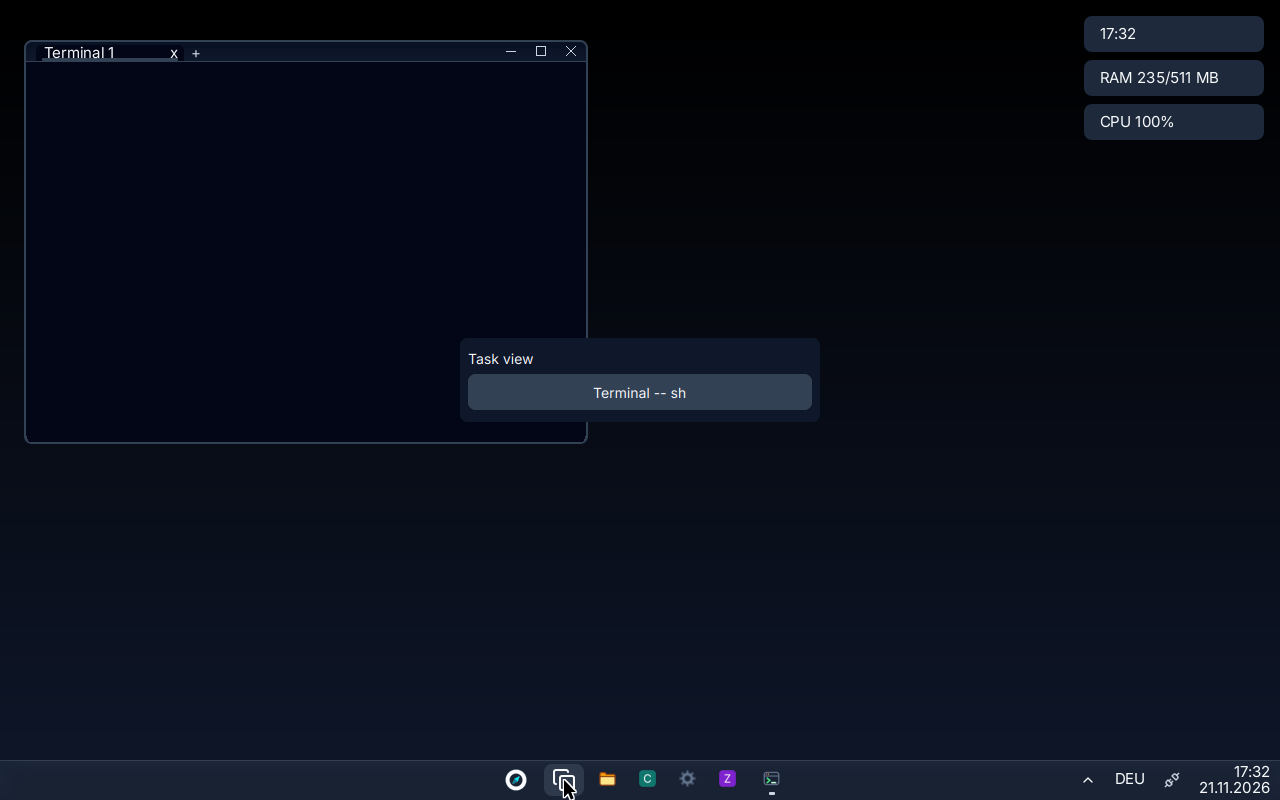 Terminal 1 x +
17:32
RAM 235/511 MB
CPU 100%
Task view
Terminal -- sh
C
Z
DEU
17:32
21.11.2026